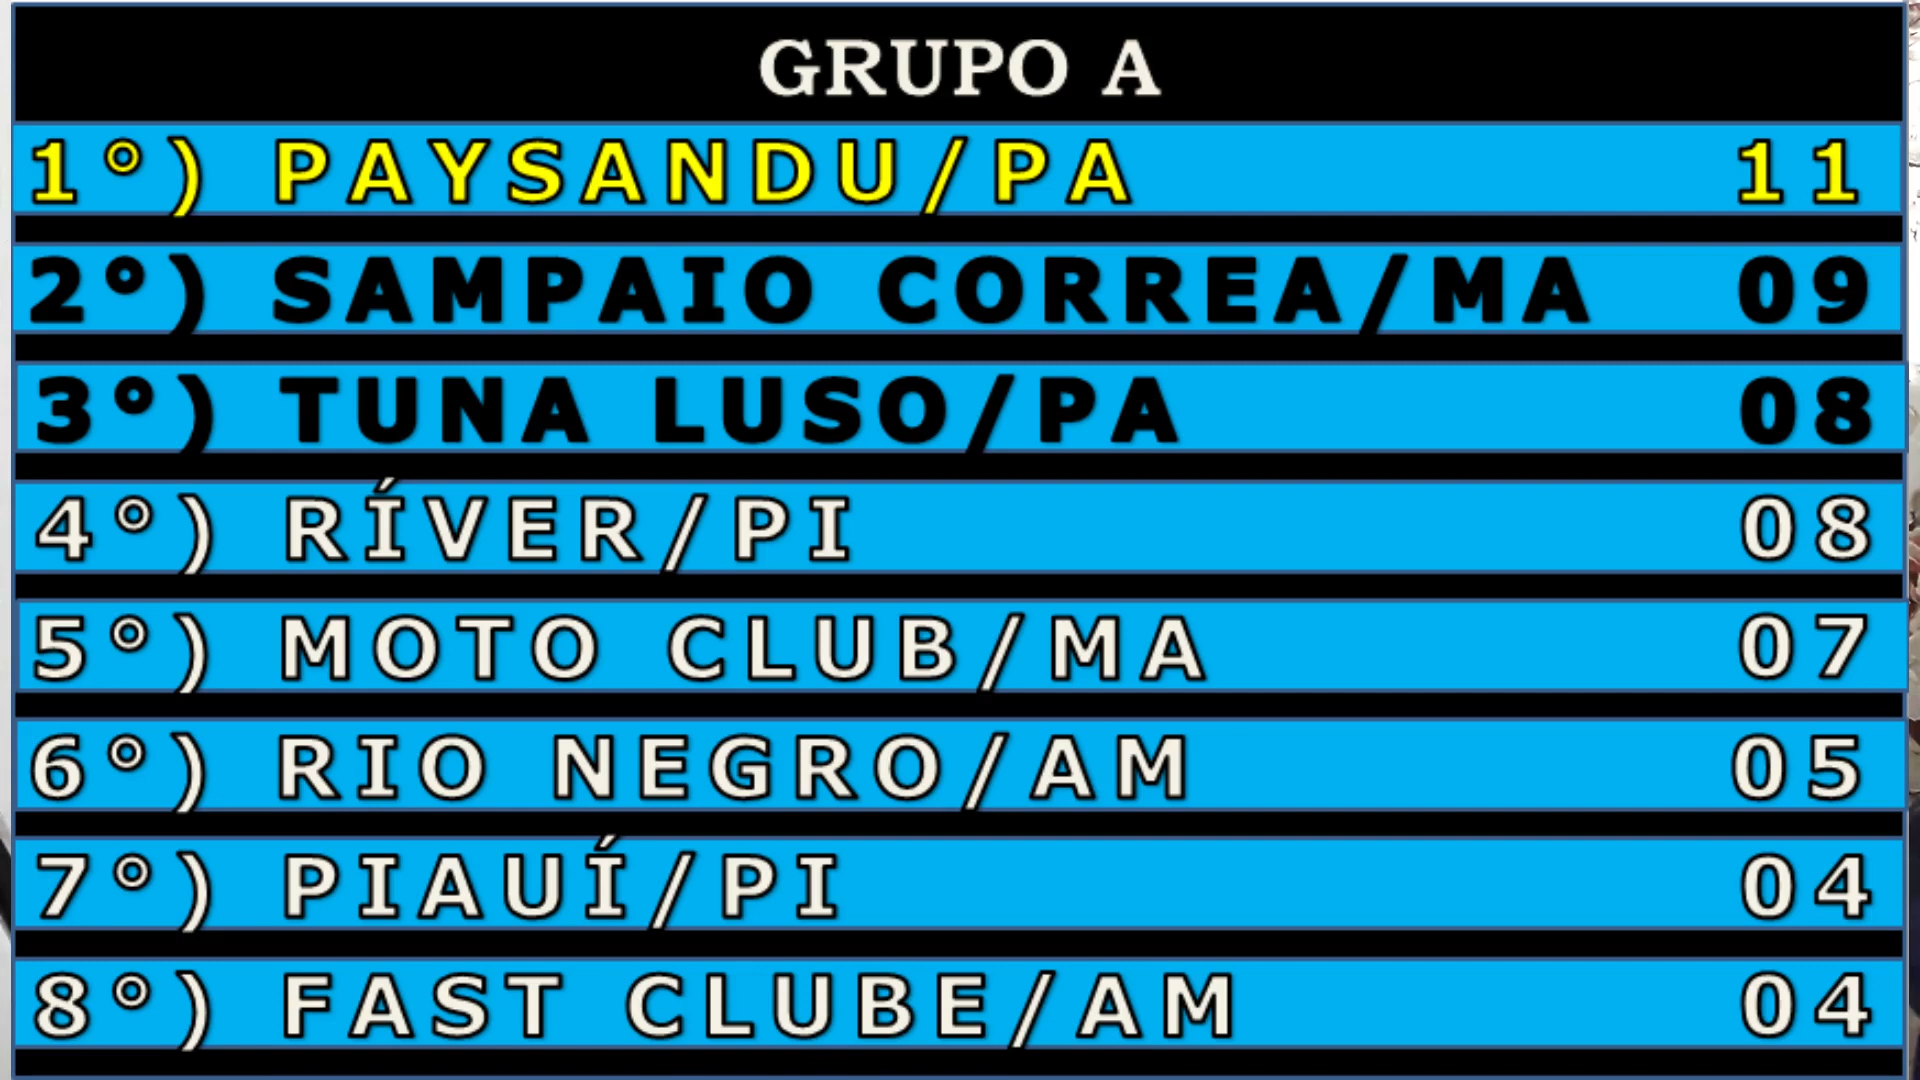 GRUPO A
1°) PAYSANDU/PA 11
2°) SAMPAIO CORREA/MA 09
3°) TUNA LUSO/PA 08
4°) RÍVER/PI 08
5°) MOTO CLUB/MA 07
6°) RIO NEGRO/AM 05
7°) PIAUÍ/PI 04
8°) FAST CLUBE/AM 04